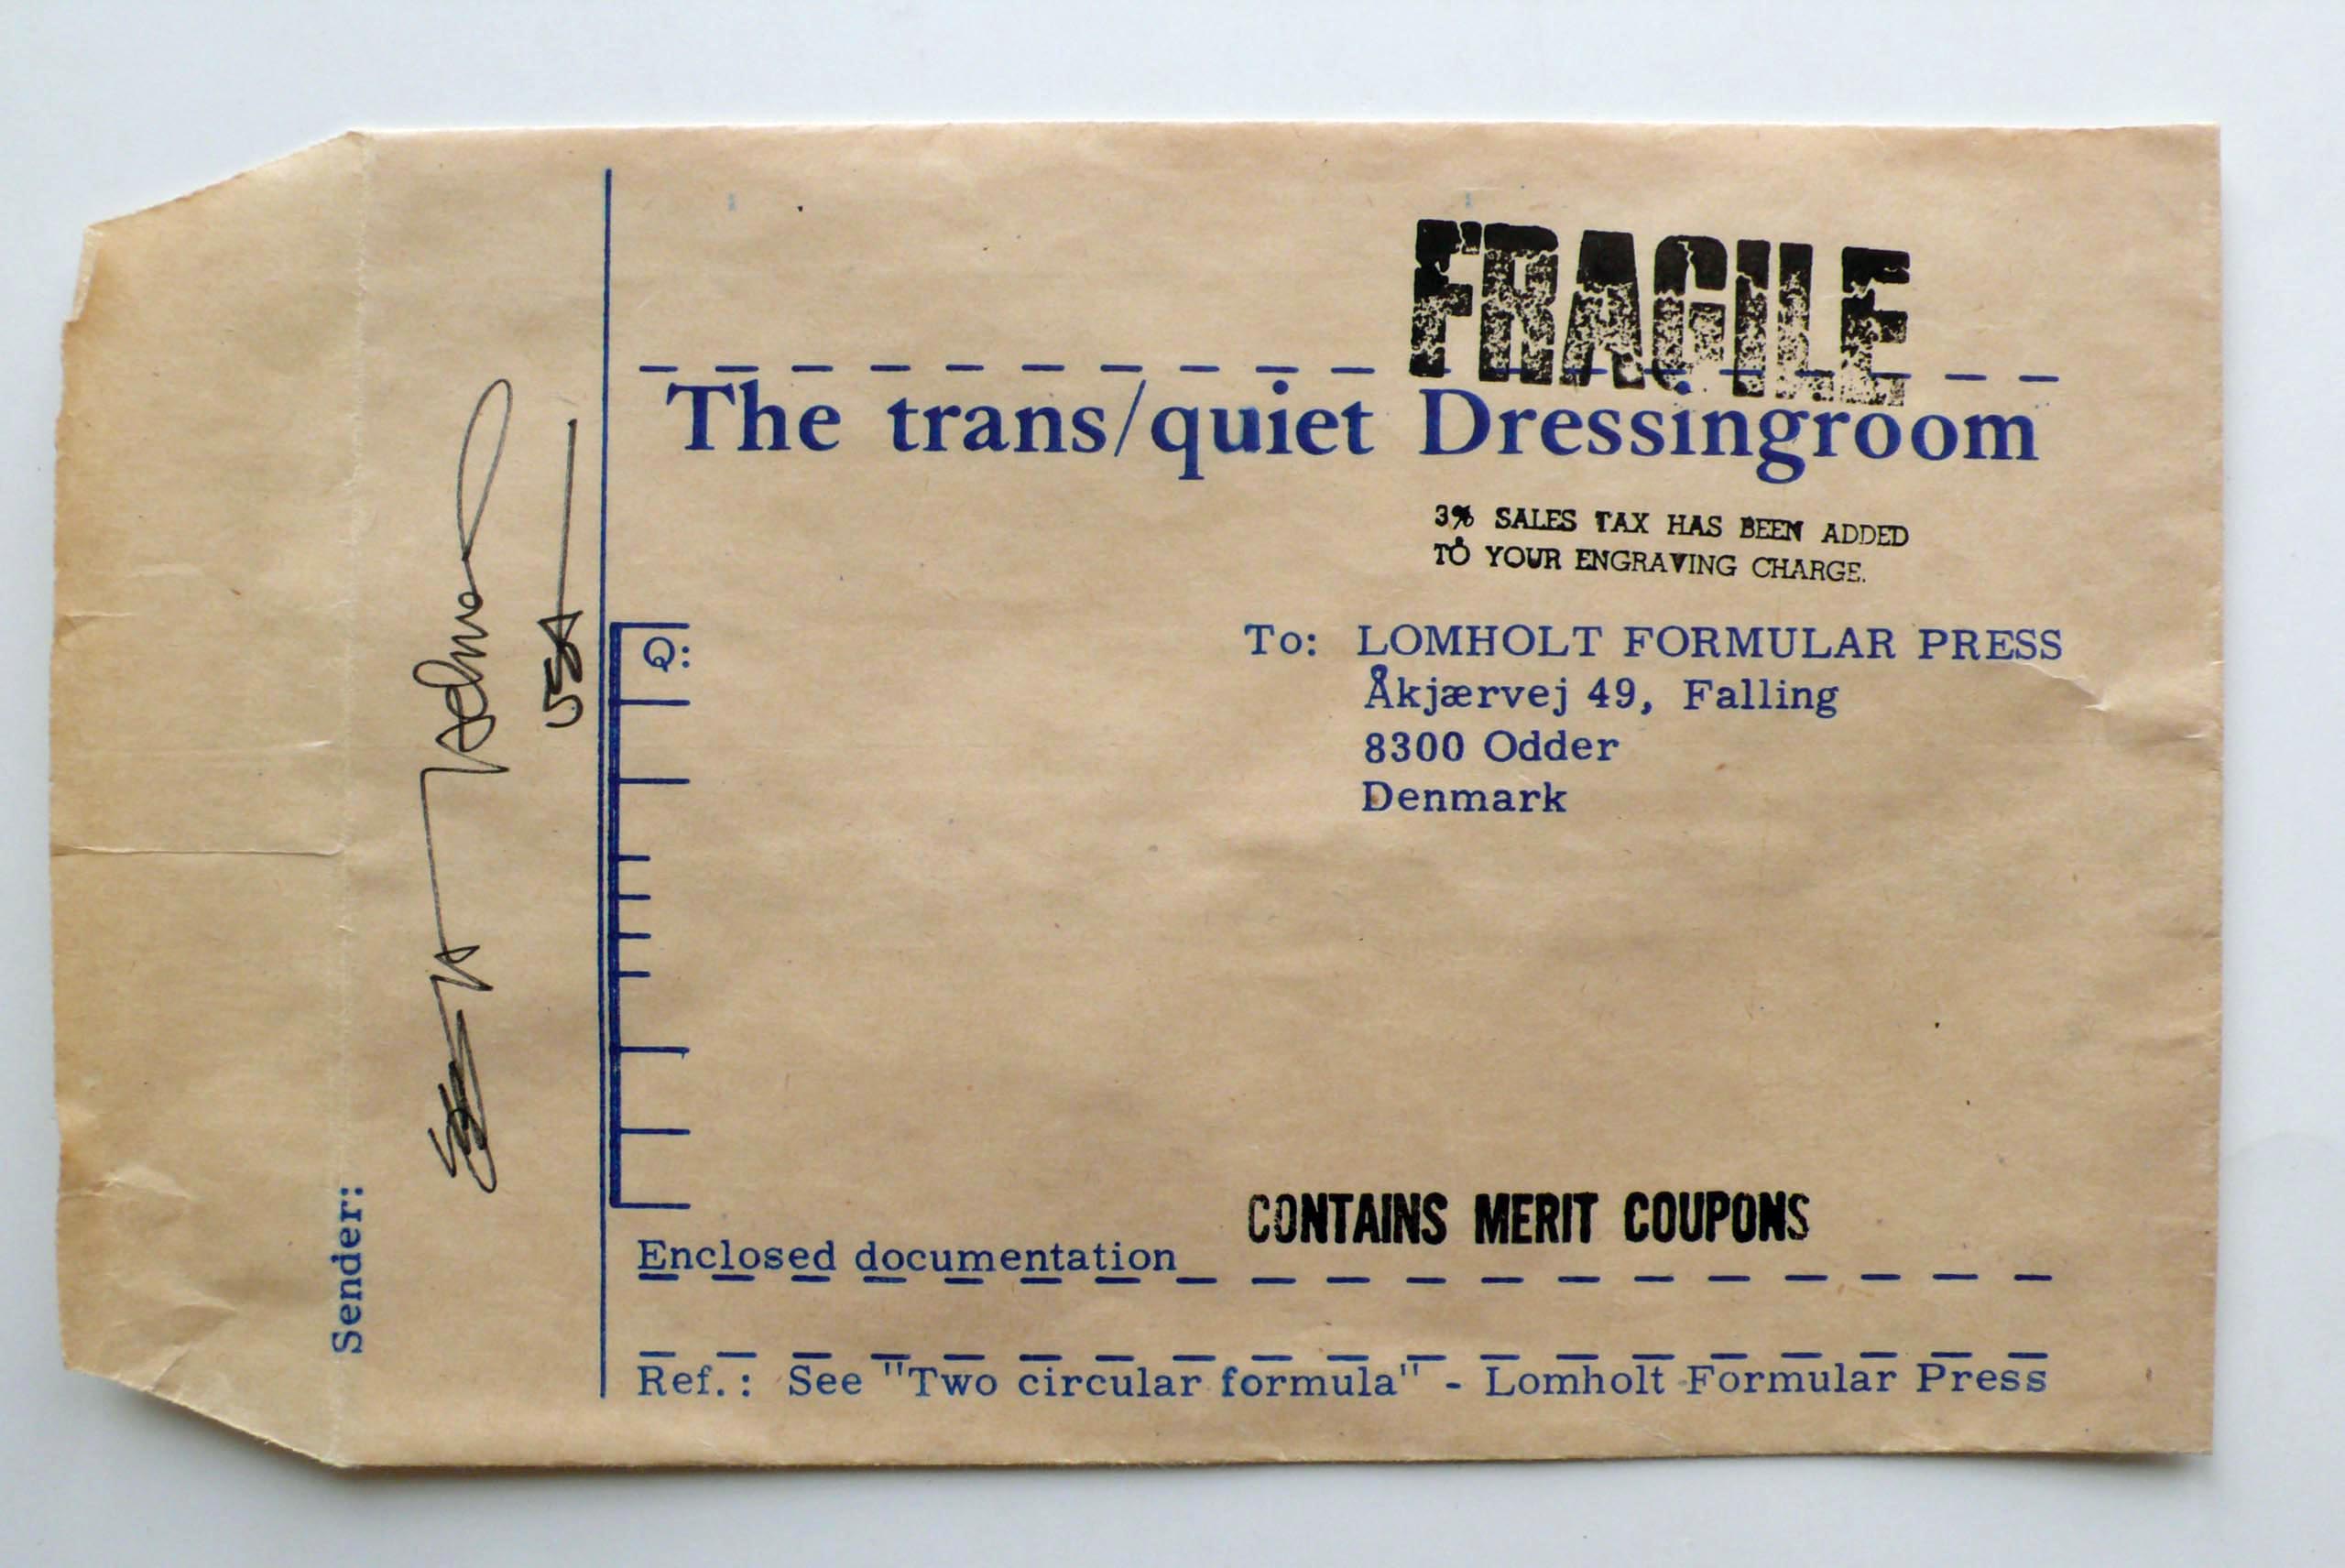 FRAGILE
The trans/quiet Dressingroom
3% SALES TAX HAS BEEN ADDED
TO YOUR ENGRAVING CHARGE.
To: LOMHOLT FORMULAR PRESS
Åkjærvej 49, Falling
8300 Odder
Denmark
Q:
CONTAINS MERIT COUPONS
Enclosed documentation
Ref.: See "Two circular formula" - Lomholt Formular Press
Sender:
USA